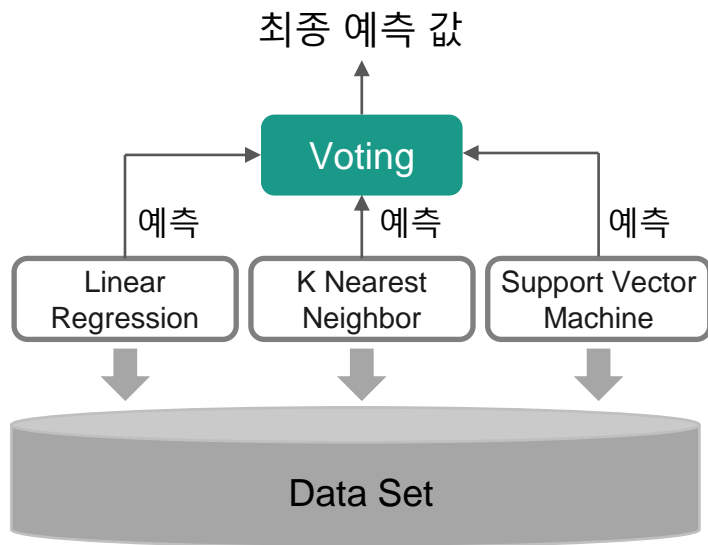 최종 예측 값
Voting
예측
예측
예측
Linear
Regression
K Nearest
Neighbor
Support Vector
Machine
Data Set